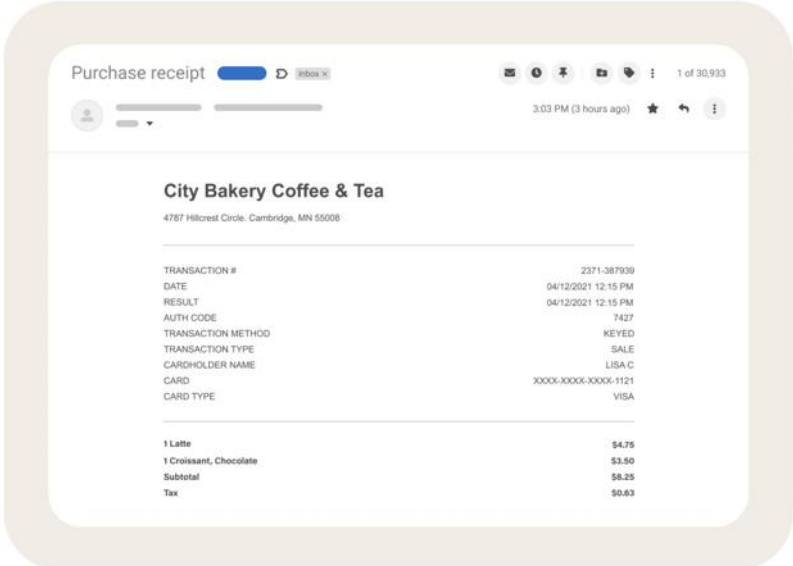 Purchase receipt Inbox ×
1 of 30,933
3:03 PM (3 hours ago)
City Bakery Coffee & Tea
4787 Hillcrest Circle. Cambridge, MN 55008
TRANSACTION # 2371-387939
DATE 04/12/2021 12:15 PM
RESULT 04/12/2021 12:15 PM
AUTH CODE 7427
TRANSACTION METHOD KEYED
TRANSACTION TYPE SALE
CARDHOLDER NAME LISA C
CARD XXXX-XXXX-XXXX-1121
CARD TYPE VISA
1 Latte $4.75
1 Croissant, Chocolate $3.50
Subtotal $8.25
Tax $0.63